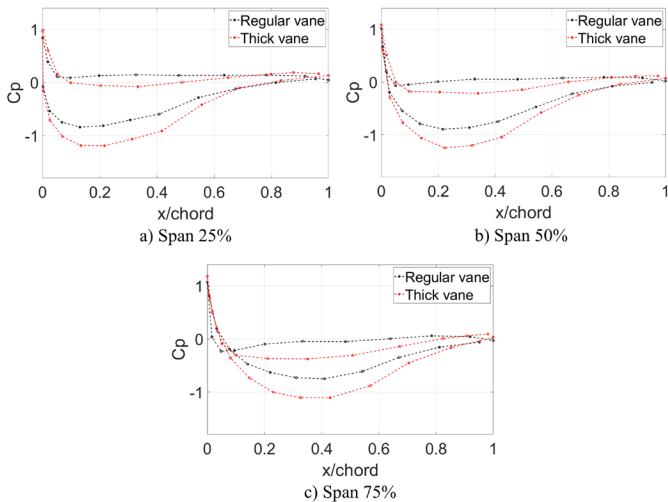 Regular vane
Thick vane
1
0
-1
Cp
0
0.2
0.4
0.6
0.8
1
x/chord
a) Span 25%
Regular vane
Thick vane
1
0
-1
Cp
0
0.2
0.4
0.6
0.8
1
x/chord
b) Span 50%
Regular vane
Thick vane
1
0
-1
Cp
0
0.2
0.4
0.6
0.8
1
x/chord
c) Span 75%